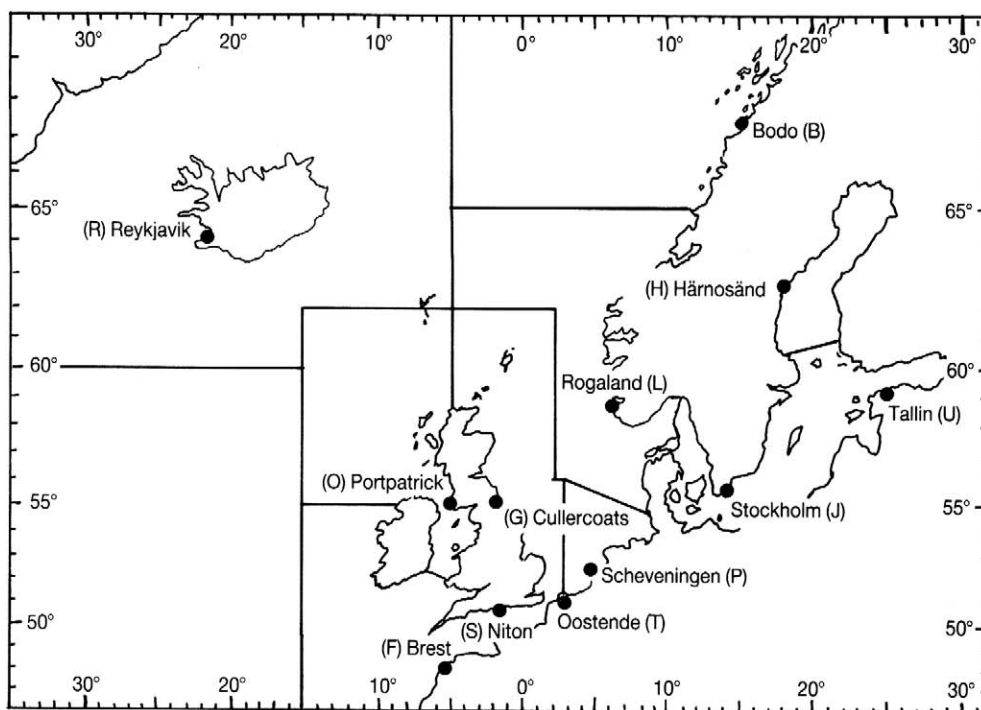 30° 20° 10° 0° 10° 20° 30°
Bodo (B)
65° 65°
(R) Reykjavik
(H) Härnosänd
60° 60°
Rogaland (L)
Tallin (U)
(O) Portpatrick
55° 55°
(G) Cullercoats
Stockholm (J)
Scheveningen (P)
50° 50°
(S) Niton
Oostende (T)
(F) Brest
30° 20° 10° 0° 10° 20° 30°